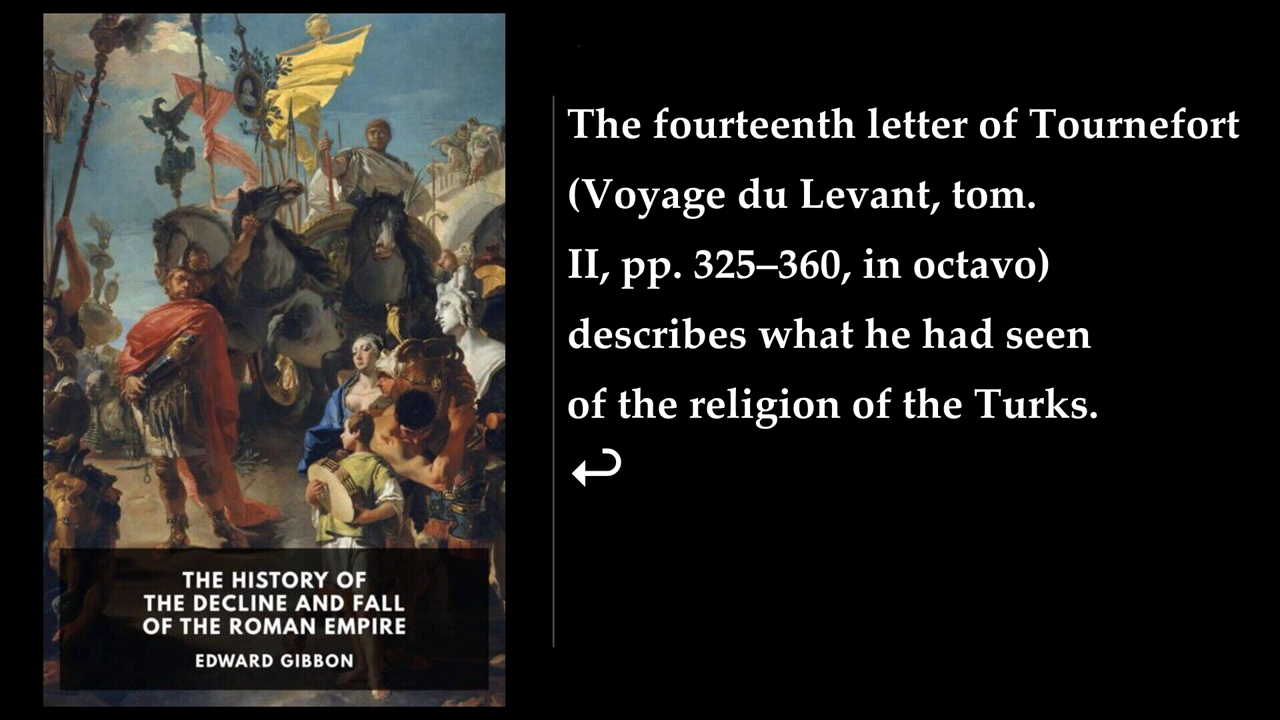 THE HISTORY OF
THE DECLINE AND FALL
OF THE ROMAN EMPIRE
EDWARD GIBBON
The fourteenth letter of Tournefort
(Voyage du Levant, tom.
II, pp. 325–360, in octavo)
describes what he had seen
of the religion of the Turks.
↩